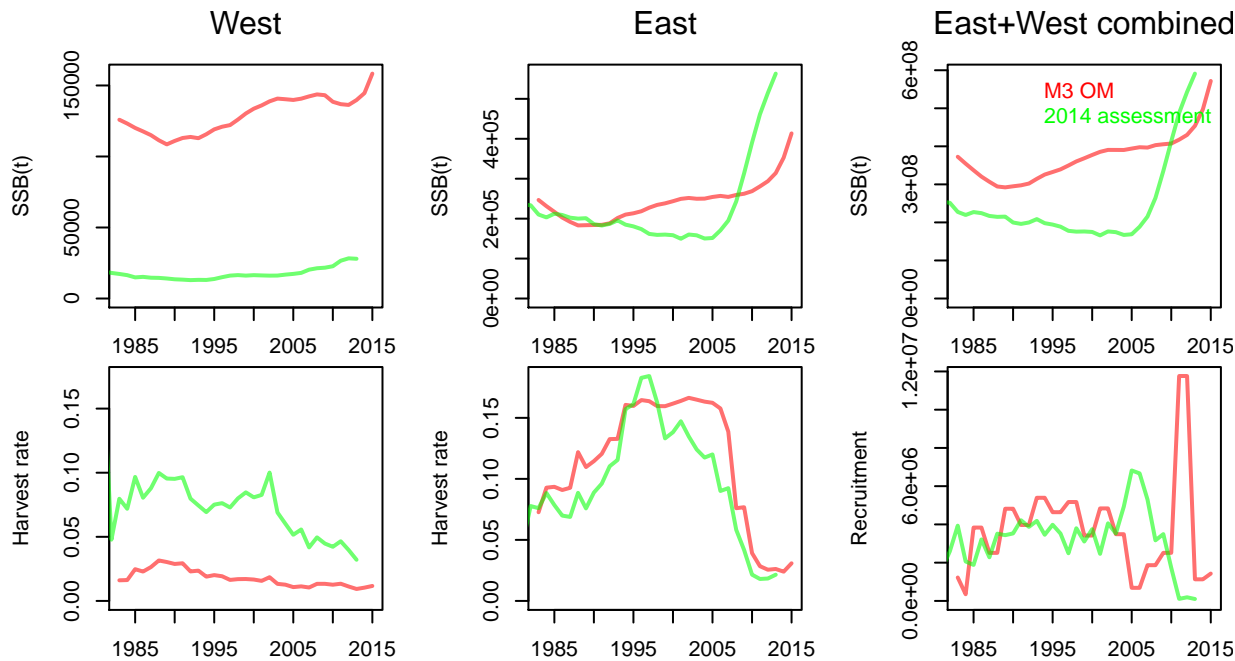 West
East
East+West combined
SSB(t)
0
50000
150000
1985
1995
2005
2015
SSB(t)
0e+00
2e+05
4e+05
1985
1995
2005
2015
SSB(t)
0e+00
3e+08
6e+08
M3 OM
2014 assessment
1985
1995
2005
2015
Harvest rate
0.00
0.05
0.10
0.15
1985
1995
2005
2015
Harvest rate
0.00
0.05
0.10
0.15
1985
1995
2005
2015
Recruitment
0.0e+00
6.0e+06
1.2e+07
1985
1995
2005
2015